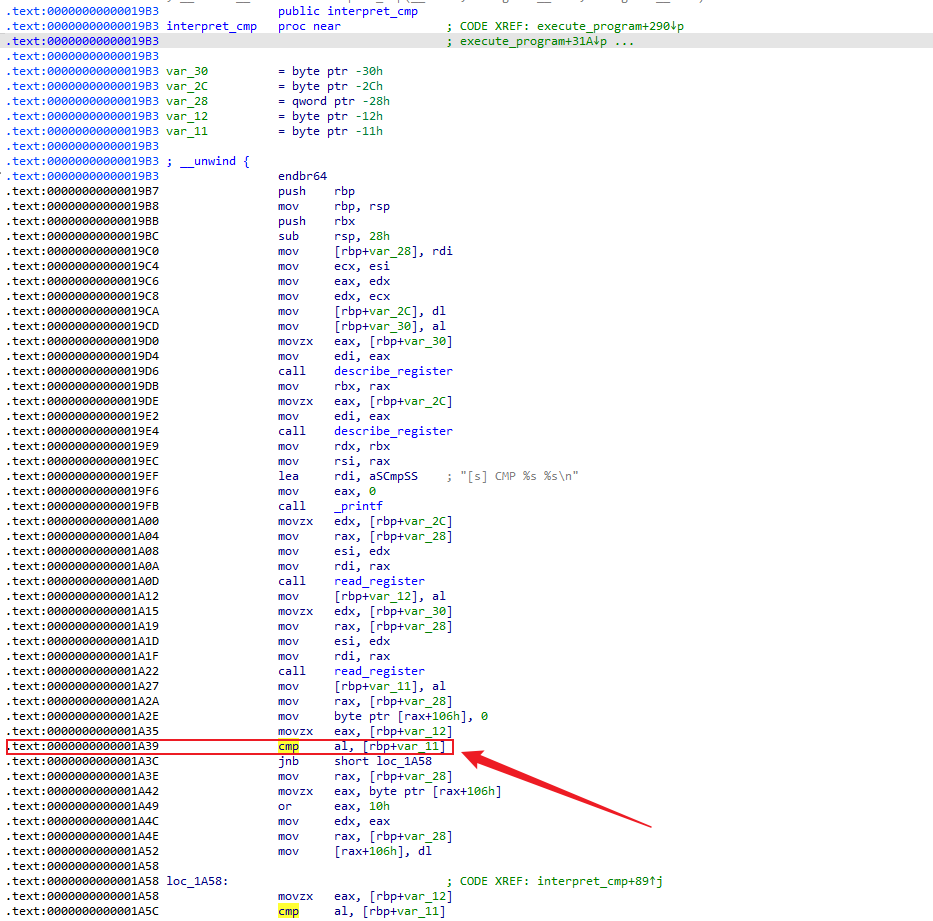 .text:00000000000019B3 public interpret_cmp
.text:00000000000019B3 interpret_cmp proc near ; CODE XREF: execute_program+290↓p
.text:00000000000019B3 ; execute_program+31A↓p ...
.text:00000000000019B3
.text:00000000000019B3 var_30 = byte ptr -30h
.text:00000000000019B3 var_2C = byte ptr -2Ch
.text:00000000000019B3 var_28 = qword ptr -28h
.text:00000000000019B3 var_12 = byte ptr -12h
.text:00000000000019B3 var_11 = byte ptr -11h
.text:00000000000019B3
.text:00000000000019B3 ; __unwind {
.text:00000000000019B3 endbr64
.text:00000000000019B7 push rbp
.text:00000000000019B8 mov rbp, rsp
.text:00000000000019BB push rbx
.text:00000000000019BC sub rsp, 28h
.text:00000000000019C0 mov [rbp+var_28], rdi
.text:00000000000019C4 mov ecx, esi
.text:00000000000019C6 mov eax, edx
.text:00000000000019C8 mov edx, ecx
.text:00000000000019CA mov [rbp+var_2C], dl
.text:00000000000019CD mov [rbp+var_30], al
.text:00000000000019D0 movzx eax, [rbp+var_30]
.text:00000000000019D4 mov edi, eax
.text:00000000000019D6 call describe_register
.text:00000000000019DB mov rbx, rax
.text:00000000000019DE movzx eax, [rbp+var_2C]
.text:00000000000019E2 mov edi, eax
.text:00000000000019E4 call describe_register
.text:00000000000019E9 mov rdx, rbx
.text:00000000000019EC mov rsi, rax
.text:00000000000019EF lea rdi, aSCmpSS ; "[s] CMP %s %s\n"
.text:00000000000019F6 mov eax, 0
.text:00000000000019FB call _printf
.text:0000000000001A00 movzx edx, [rbp+var_2C]
.text:0000000000001A04 mov rax, [rbp+var_28]
.text:0000000000001A08 mov esi, edx
.text:0000000000001A0A mov rdi, rax
.text:0000000000001A0D call read_register
.text:0000000000001A12 mov [rbp+var_12], al
.text:0000000000001A15 movzx edx, [rbp+var_30]
.text:0000000000001A19 mov rax, [rbp+var_28]
.text:0000000000001A1D mov esi, edx
.text:0000000000001A1F mov rdi, rax
.text:0000000000001A22 call read_register
.text:0000000000001A27 mov [rbp+var_11], al
.text:0000000000001A2A mov rax, [rbp+var_28]
.text:0000000000001A2E mov byte ptr [rax+106h], 0
.text:0000000000001A35 movzx eax, [rbp+var_12]
.text:0000000000001A39 cmp al, [rbp+var_11]
.text:0000000000001A3C jnb short loc_1A58
.text:0000000000001A3E mov rax, [rbp+var_28]
.text:0000000000001A42 movzx eax, byte ptr [rax+106h]
.text:0000000000001A49 or eax, 10h
.text:0000000000001A4C mov edx, eax
.text:0000000000001A4E mov rax, [rbp+var_28]
.text:0000000000001A52 mov [rax+106h], dl
.text:0000000000001A58
.text:0000000000001A58 loc_1A58: ; CODE XREF: interpret_cmp+89↑j
.text:0000000000001A58 movzx eax, [rbp+var_12]
.text:0000000000001A5C cmp al, [rbp+var_11]